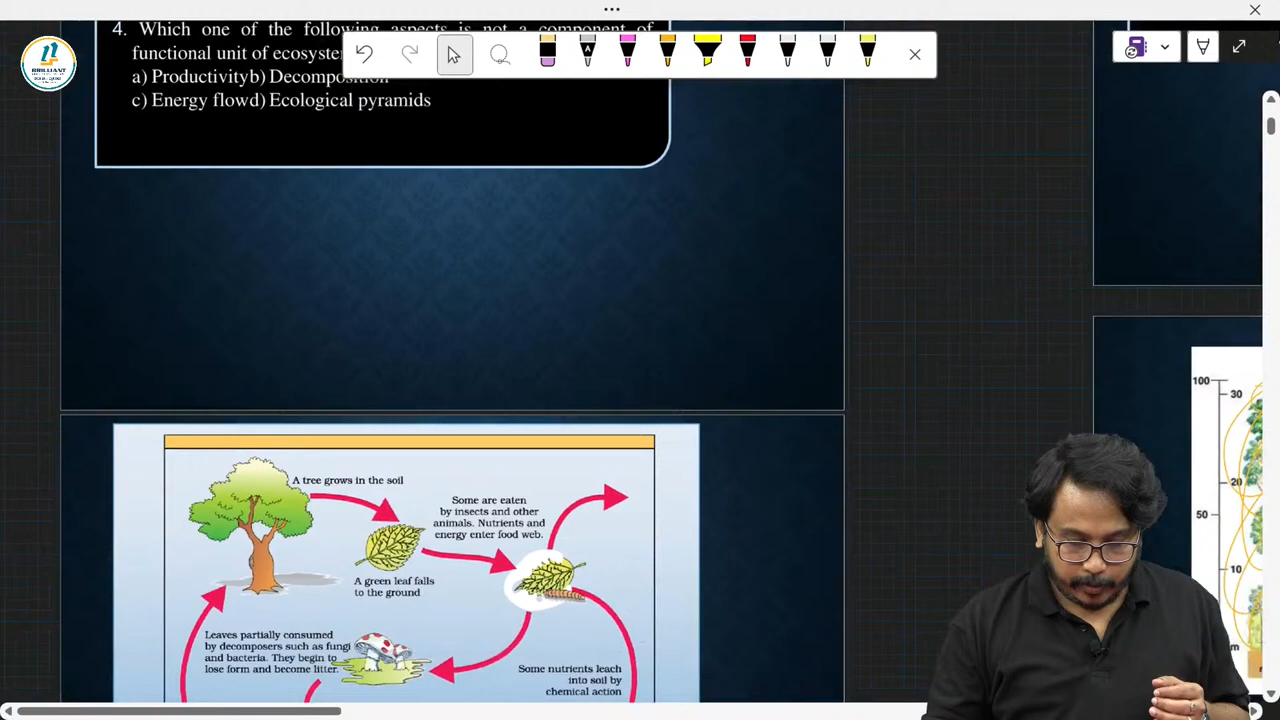 4. Which one of the following aspects is not a component of
functional unit of ecosystem
a) Productivityb) Decomposition
c) Energy flowd) Ecological pyramids
BRILLIANT
A tree grows in the soil
Some are eaten
by insects and other
animals. Nutrients and
energy enter food web.
A green leaf falls
to the ground
Leaves partially consumed
by decomposers such as fungi
and bacteria. They begin to
lose form and become litter.
Some nutrients leach
into soil by
chemical action
100
30
20
50
10
m
A